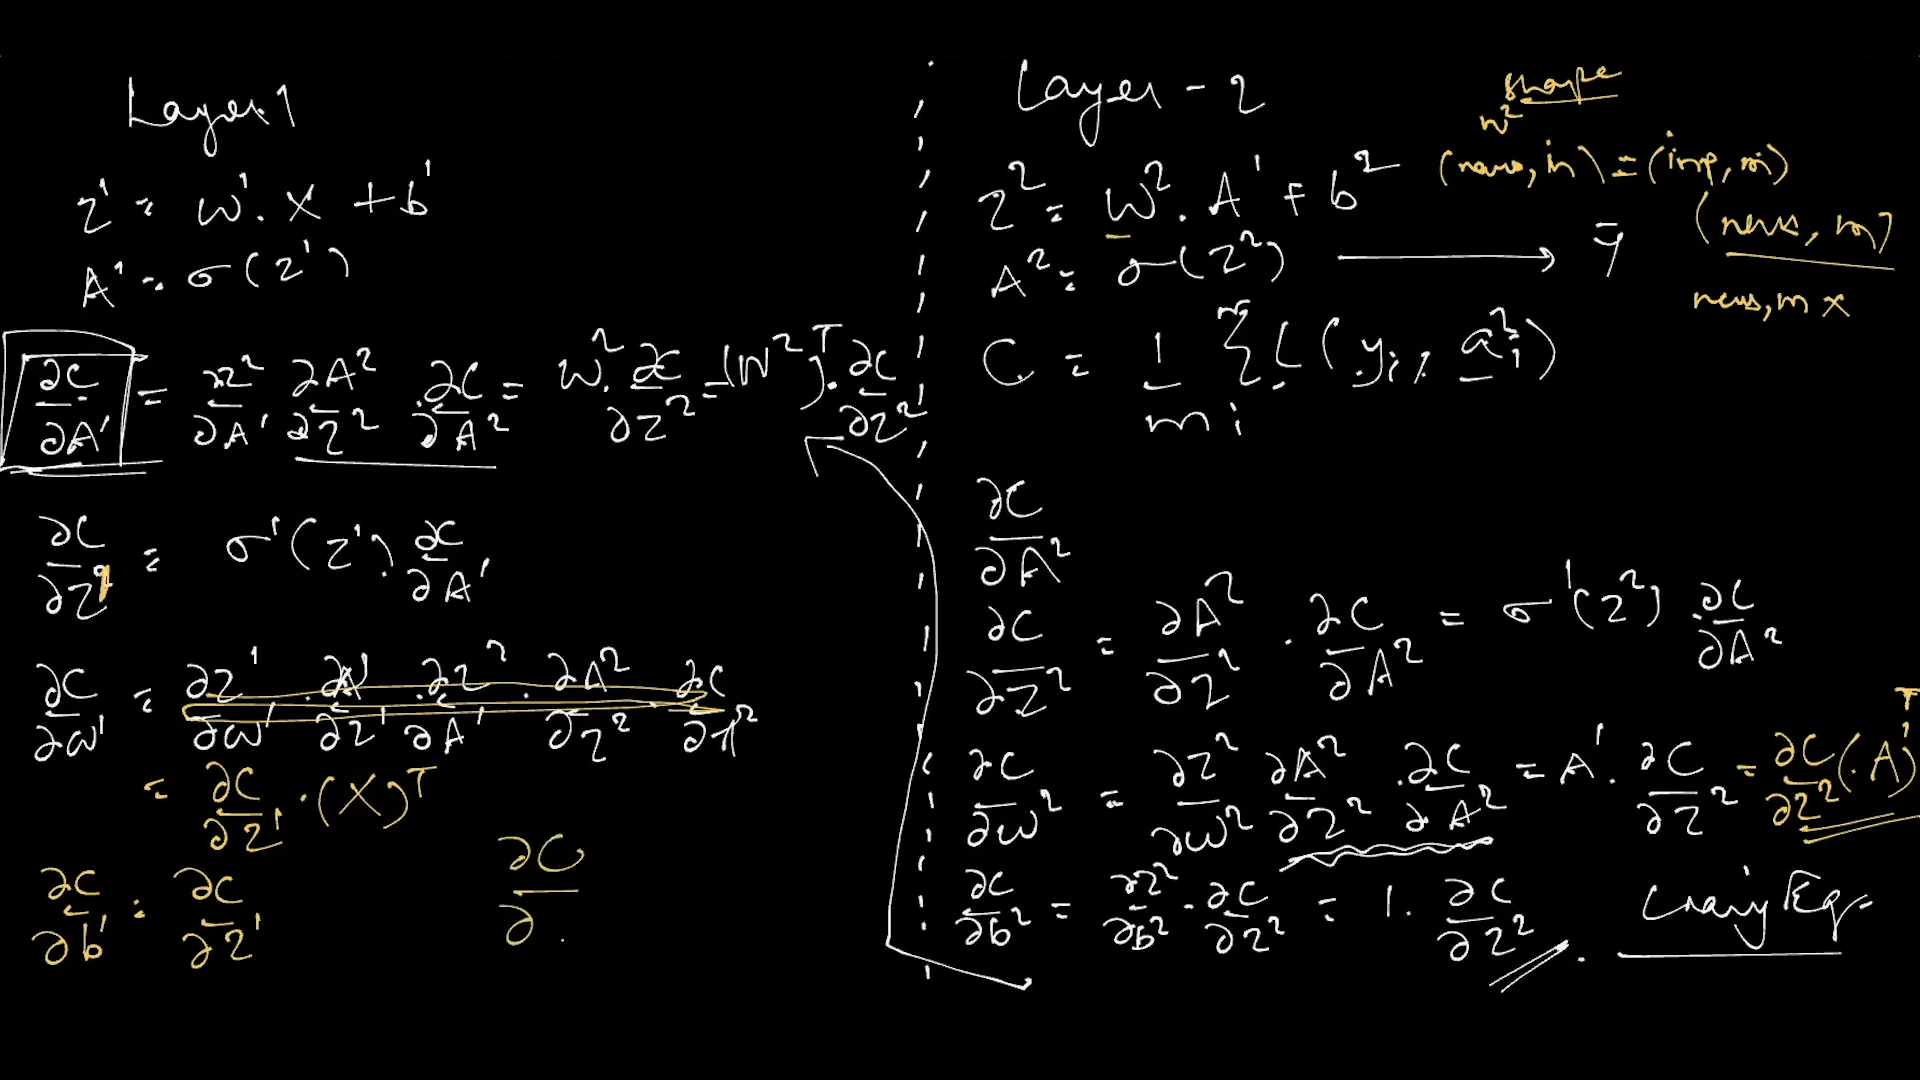 Layer 1
z¹ = w¹. X + b¹
A¹ = σ(z¹)
∂C/∂A¹ = ∂z²/∂A¹ ∂A²/∂z² . ∂C/∂A² = w². ∂C/∂z² = (W²)ᵀ. ∂C/∂z²
∂C/∂z¹ = σ'(z¹). ∂C/∂A¹
∂C/∂w¹ = ∂z¹/∂w¹ . ∂A¹/∂z¹ . ∂z²/∂A¹ . ∂A²/∂z² . ∂C/∂A²
= ∂C/∂z¹ . (X)ᵀ
∂C/∂b¹ = ∂C/∂z¹
∂C/∂ .
Layer - 2
z² = w². A¹ + b²
A² = σ(z²) → ȳ
C = 1/m Σ L(yᵢ, a²ᵢ)
m
i
∂C/∂A²
∂C/∂z² = ∂A²/∂z² . ∂C/∂A² = σ'(z²) . ∂C/∂A²
∂C/∂w² = ∂z²/∂w² ∂A²/∂z² . ∂C/∂A² = A¹. ∂C/∂z² = ∂C/∂z² (. A¹)ᵀ
∂C/∂b² = ∂z²/∂b² . ∂C/∂z² = 1 . ∂C/∂z² .
shape
w²